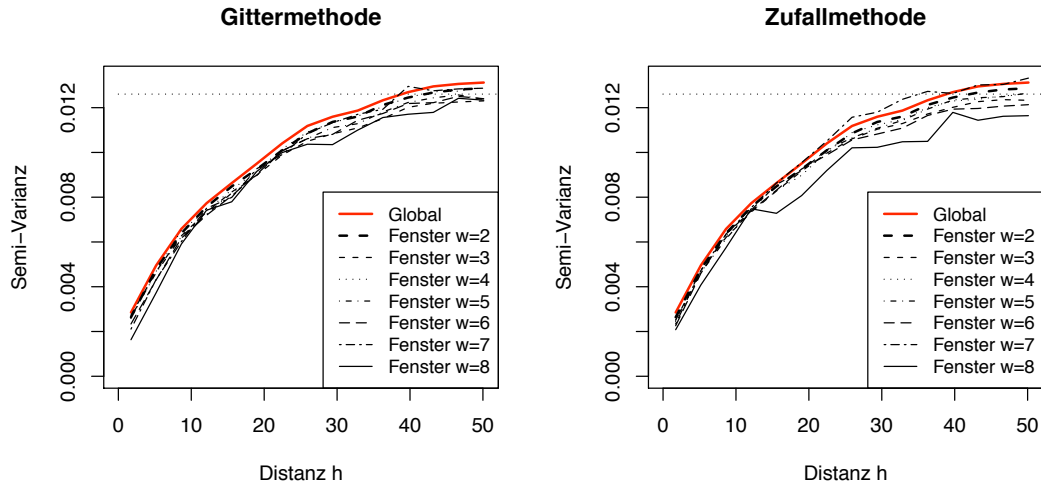 Gittermethode
Semi−Varianz
0.012
0.008
0.004
0.000
Global
Fenster w=2
Fenster w=3
Fenster w=4
Fenster w=5
Fenster w=6
Fenster w=7
Fenster w=8
0 10 20 30 40 50
Distanz h
Zufallmethode
Semi−Varianz
0.012
0.008
0.004
0.000
Global
Fenster w=2
Fenster w=3
Fenster w=4
Fenster w=5
Fenster w=6
Fenster w=7
Fenster w=8
0 10 20 30 40 50
Distanz h